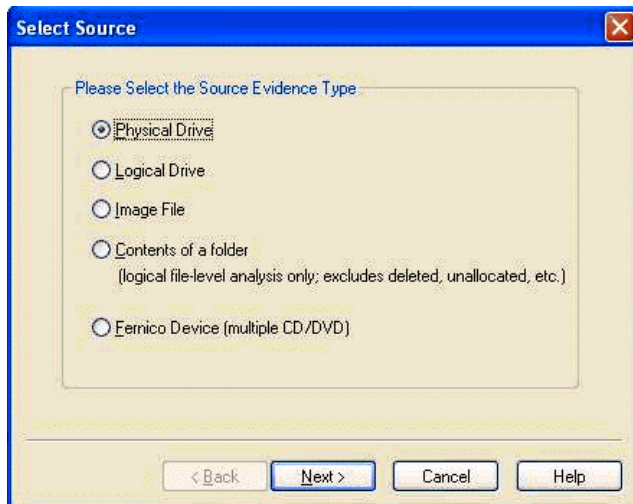 Select Source
Please Select the Source Evidence Type
Physical Drive
Logical Drive
Image File
Contents of a folder
(logical file-level analysis only; excludes deleted, unallocated, etc.)
Fernico Device (multiple CD/DVD)
< Back Next > Cancel Help